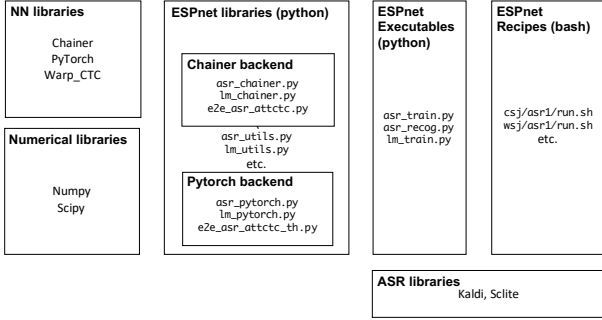 NN libraries
Chainer
PyTorch
Warp_CTC
Numerical libraries
Numpy
Scipy
ESPnet libraries (python)
Chainer backend
asr_chainer.py
lm_chainer.py
e2e_asr_attctc.py
asr_utils.py
lm_utils.py
etc.
Pytorch backend
asr_pytorch.py
lm_pytorch.py
e2e_asr_attctc_th.py
ESPnet
Executables
(python)
asr_train.py
asr_recog.py
lm_train.py
ESPnet
Recipes (bash)
csj/asr1/run.sh
wsj/asr1/run.sh
etc.
ASR libraries
Kaldi, Sclite